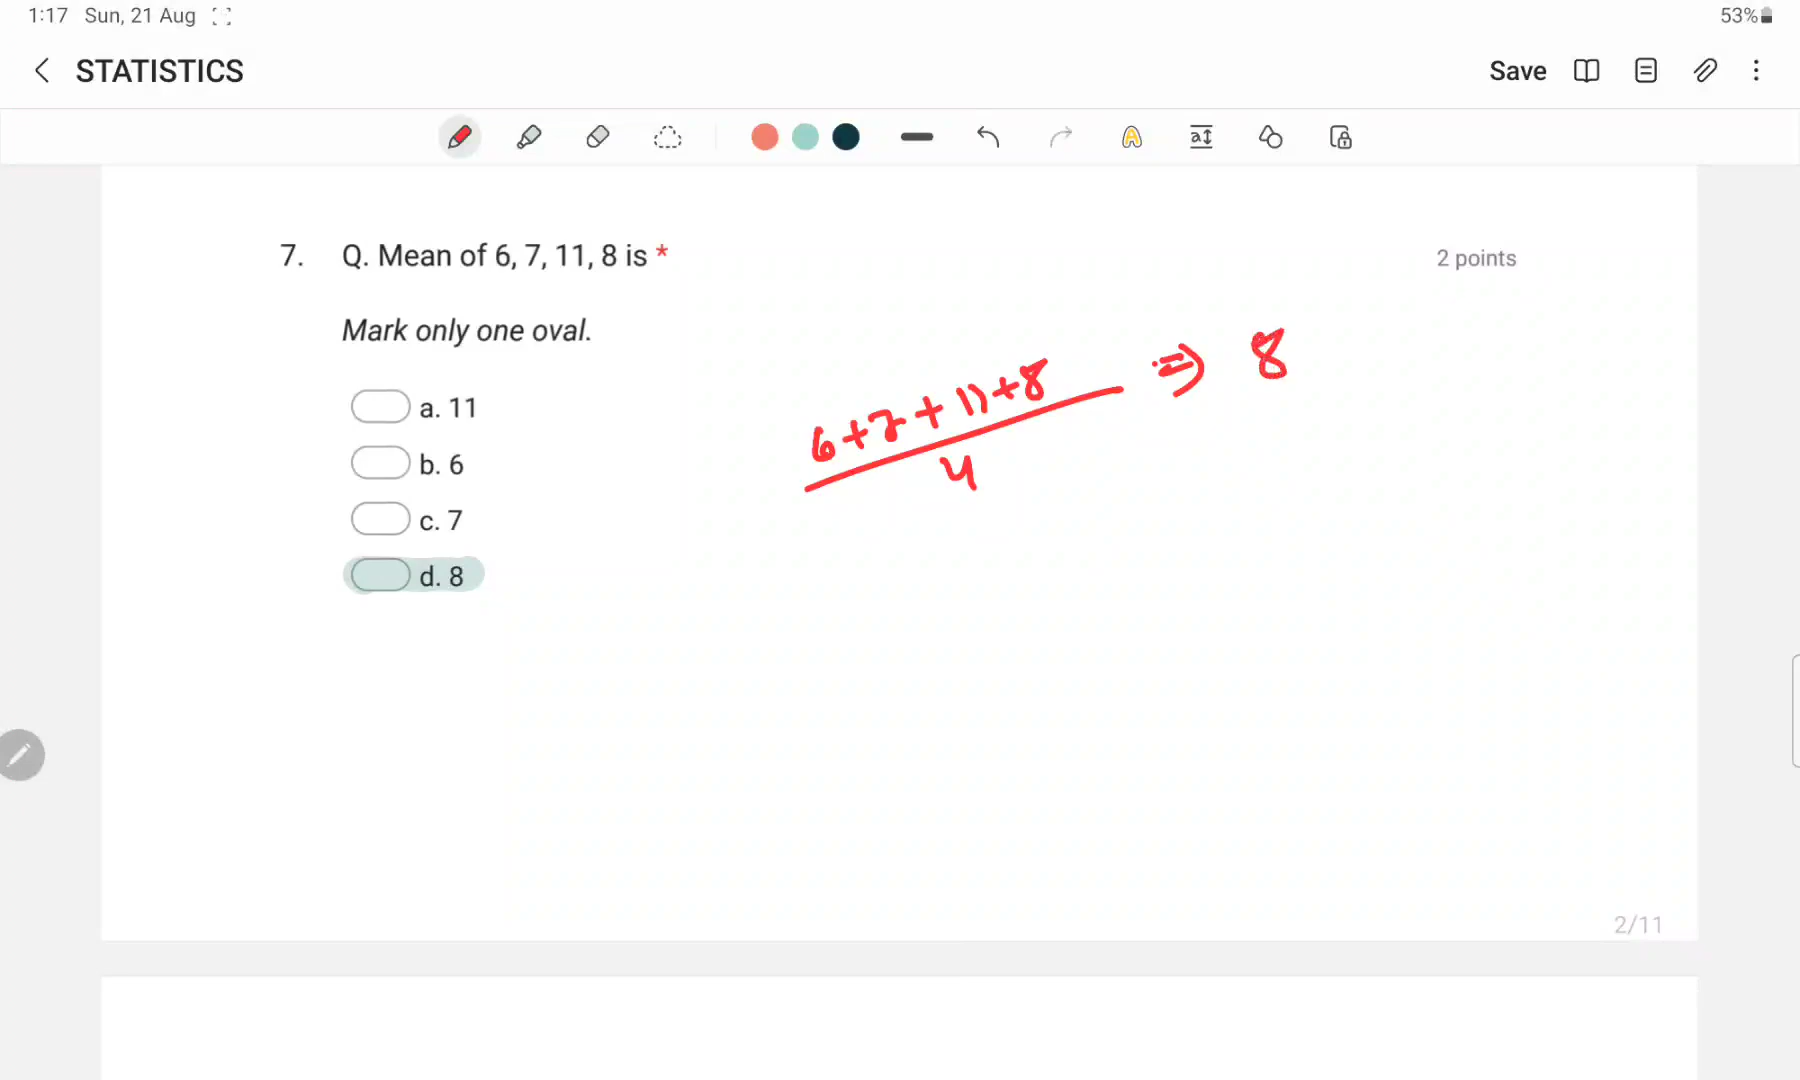 1:17 Sun, 21 Aug
53%
STATISTICS
Save
7. Q. Mean of 6, 7, 11, 8 is *
2 points
Mark only one oval.
a. 11
b. 6
c. 7
d. 8
6+7+11+8
4
⇒ 8
2/11